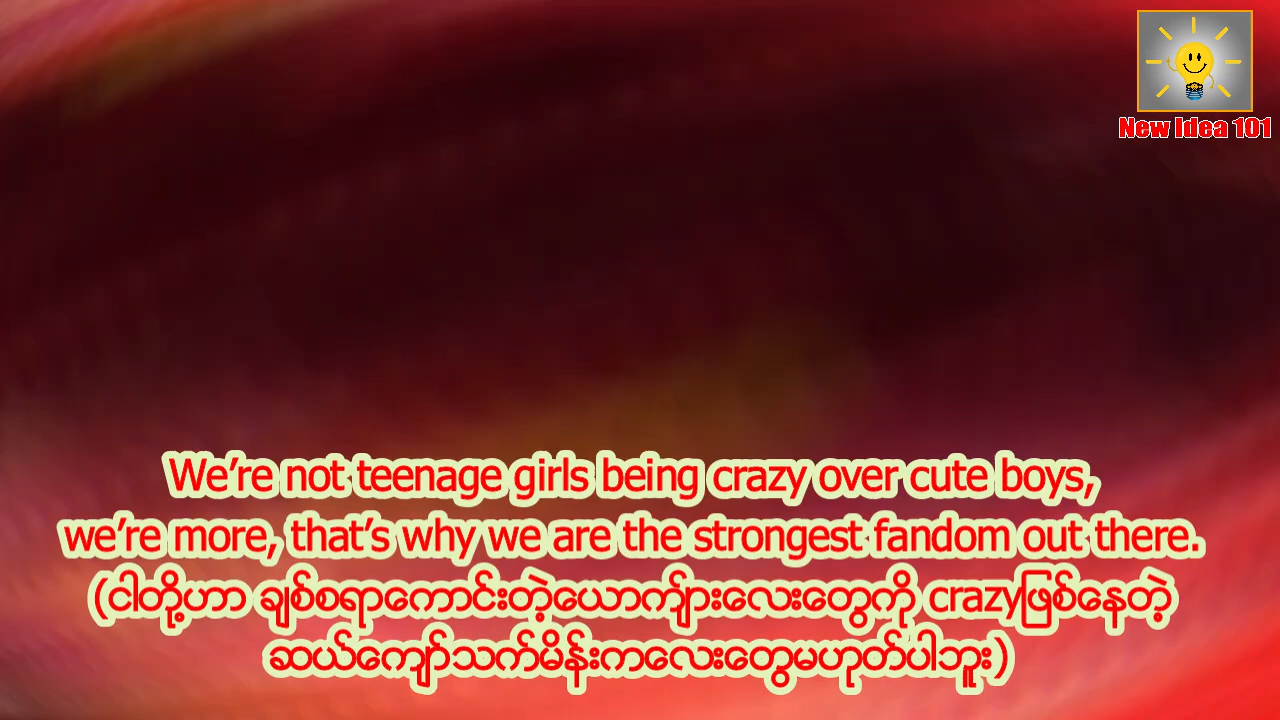 New Idea 101
We’re not teenage girls being crazy over cute boys,
we’re more, that’s why we are the strongest fandom out there.
(ငါတို့ဟာ ချစ်စရာကောင်းတဲ့ယောကျ်ားလေးတွေကို crazyဖြစ်နေတဲ့
ဆယ်ကျော်သက်မိန်းကလေးတွေမဟုတ်ပါဘူး)